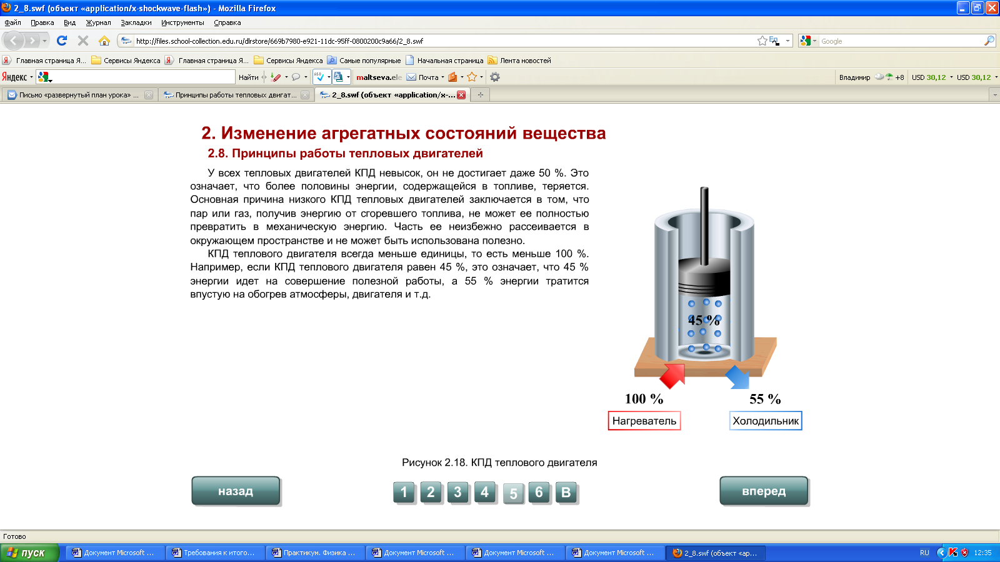 2_8.swf (объект «application/x-shockwave-flash») - Mozilla Firefox
Файл Правка Вид Журнал Закладки Инструменты Справка
http://files.school-collection.edu.ru/dlrstore/669b7980-e921-11dc-95ff-0800200c9a66/2_8.swf
En
Google
Главная страница Я... Сервисы Яндекса Главная страница Я... Сервисы Яндекса Самые популярные Начальная страница Лента новостей
Яндекс Найти maltseva.ele Почта Владимир +8 USD 30,12 USD 30,12
Письмо «развернутый план урока» ... Принципы работы тепловых двигат... 2_8.swf (объект «application/x-...
2. Изменение агрегатных состояний вещества
2.8. Принципы работы тепловых двигателей
У всех тепловых двигателей КПД невысок, он не достигает даже 50 %. Это
означает, что более половины энергии, содержащейся в топливе, теряется.
Основная причина низкого КПД тепловых двигателей заключается в том, что
пар или газ, получив энергию от сгоревшего топлива, не может ее полностью
превратить в механическую энергию. Часть ее неизбежно рассеивается в
окружающем пространстве и не может быть использована полезно.
КПД теплового двигателя всегда меньше единицы, то есть меньше 100 %.
Например, если КПД теплового двигателя равен 45 %, это означает, что 45 %
энергии идет на совершение полезной работы, а 55 % энергии тратится
впустую на обогрев атмосферы, двигателя и т.д.
45 %
100 % 55 %
Нагреватель Холодильник
Рисунок 2.18. КПД теплового двигателя
назад 1 2 3 4 5 6 В вперед
Готово
пуск Документ Microsoft ... Требования к итого... Практикум. Физика ... Документ Microsoft ... Документ Microsoft ... Документ Microsoft ... 2_8.swf (объект «ap... RU 12:35